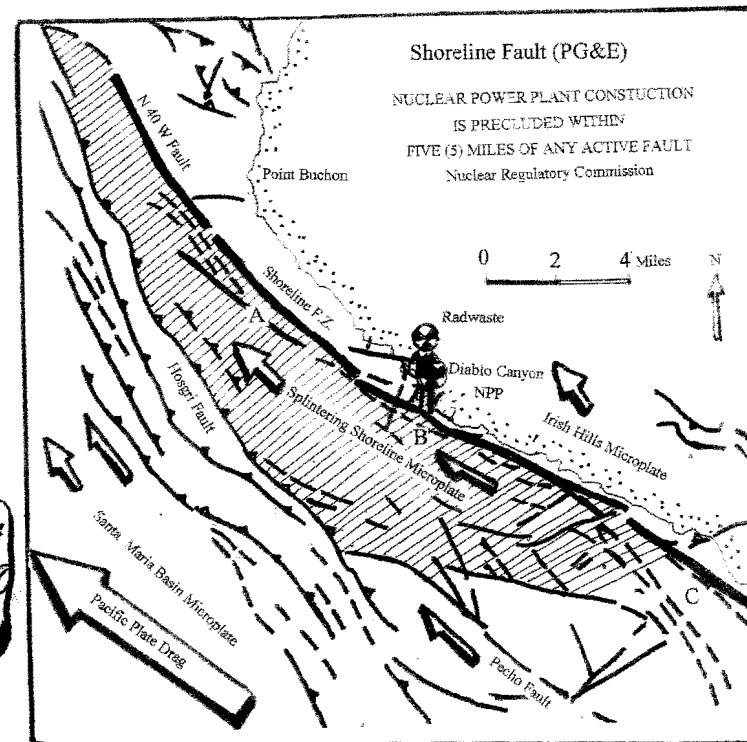 Shoreline Fault (PG&E)
NUCLEAR POWER PLANT CONSTUCTION
IS PRECLUDED WITHIN
FIVE (5) MILES OF ANY ACTIVE FAULT
Nuclear Regulatory Commission
N 40 W Fault
Point Buchon
0 2 4 Miles
N
Shoreline F.Z.
A
Radwaste
Diablo Canyon
NPP
Hosgri Fault
Splintering Shoreline Microplate
B
Irish Hills Microplate
Santa Maria Basin Microplate
Pacific Plate Drag
C
Pecho Fault